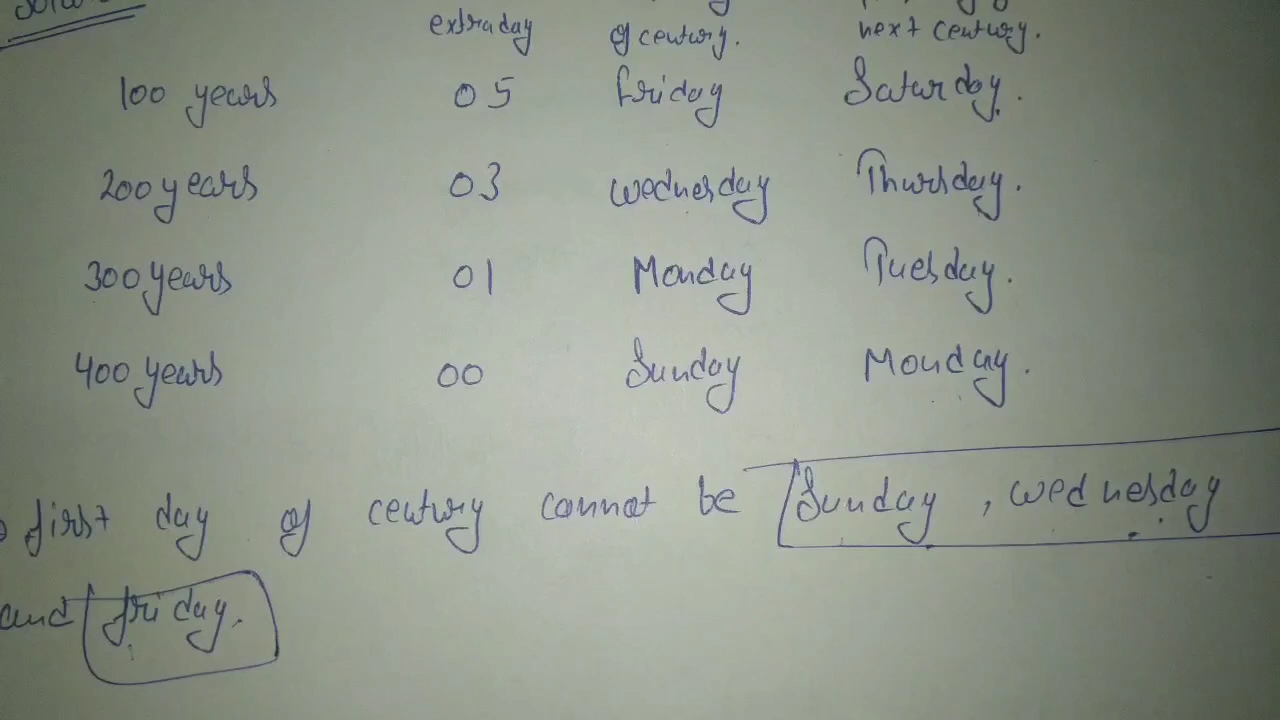 extraday of century. next century.
100 years 05 friday Saturday.
200 years 03 wednesday Thursday.
300 years 01 Monday Tuesday.
400 years 00 Sunday Monday.
first day of century cannot be Sunday, wednesday
and friday.